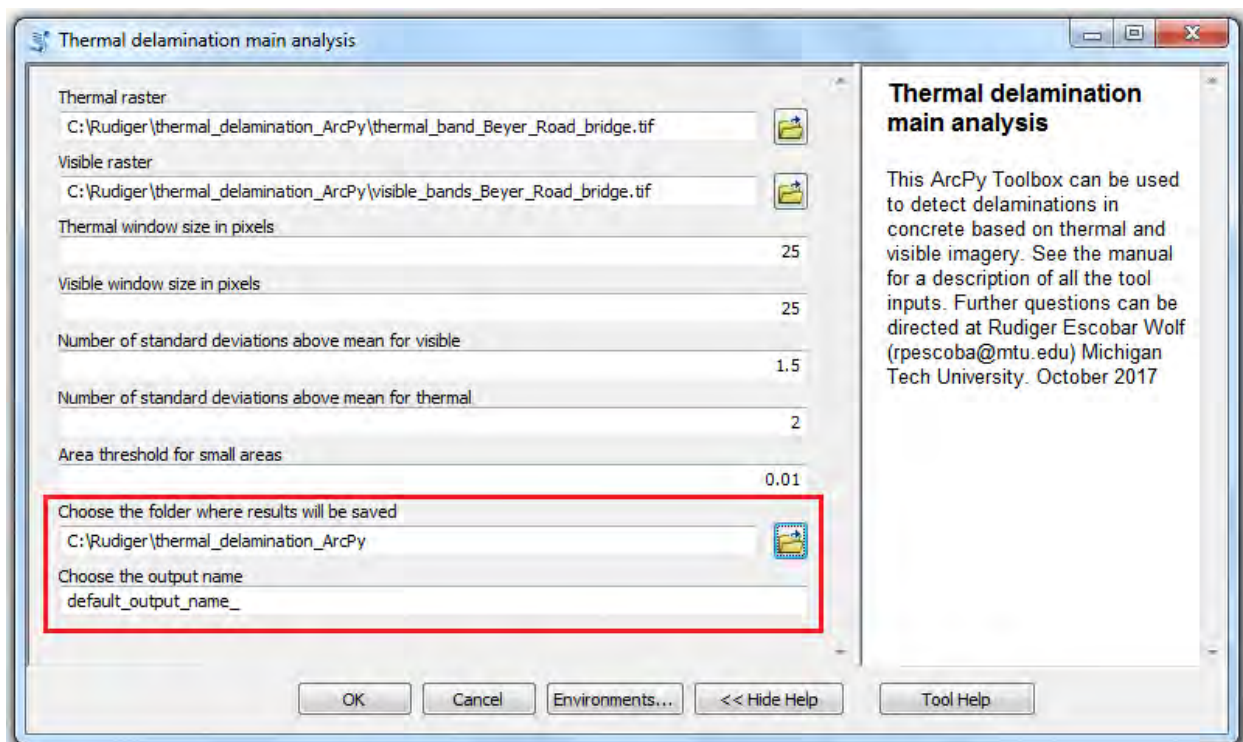 Thermal delamination main analysis
Thermal raster
C:\Rudiger\thermal_delamination_ArcPy\thermal_band_Beyer_Road_bridge.tif
Visible raster
C:\Rudiger\thermal_delamination_ArcPy\visible_bands_Beyer_Road_bridge.tif
Thermal window size in pixels
25
Visible window size in pixels
25
Number of standard deviations above mean for visible
1.5
Number of standard deviations above mean for thermal
2
Area threshold for small areas
0.01
Choose the folder where results will be saved
C:\Rudiger\thermal_delamination_ArcPy
Choose the output name
default_output_name_
Thermal delamination
main analysis
This ArcPy Toolbox can be used
to detect delaminations in
concrete based on thermal and
visible imagery. See the manual
for a description of all the tool
inputs. Further questions can be
directed at Rudiger Escobar Wolf
(rpescoba@mtu.edu) Michigan
Tech University. October 2017
OK
Cancel
Environments...
<< Hide Help
Tool Help